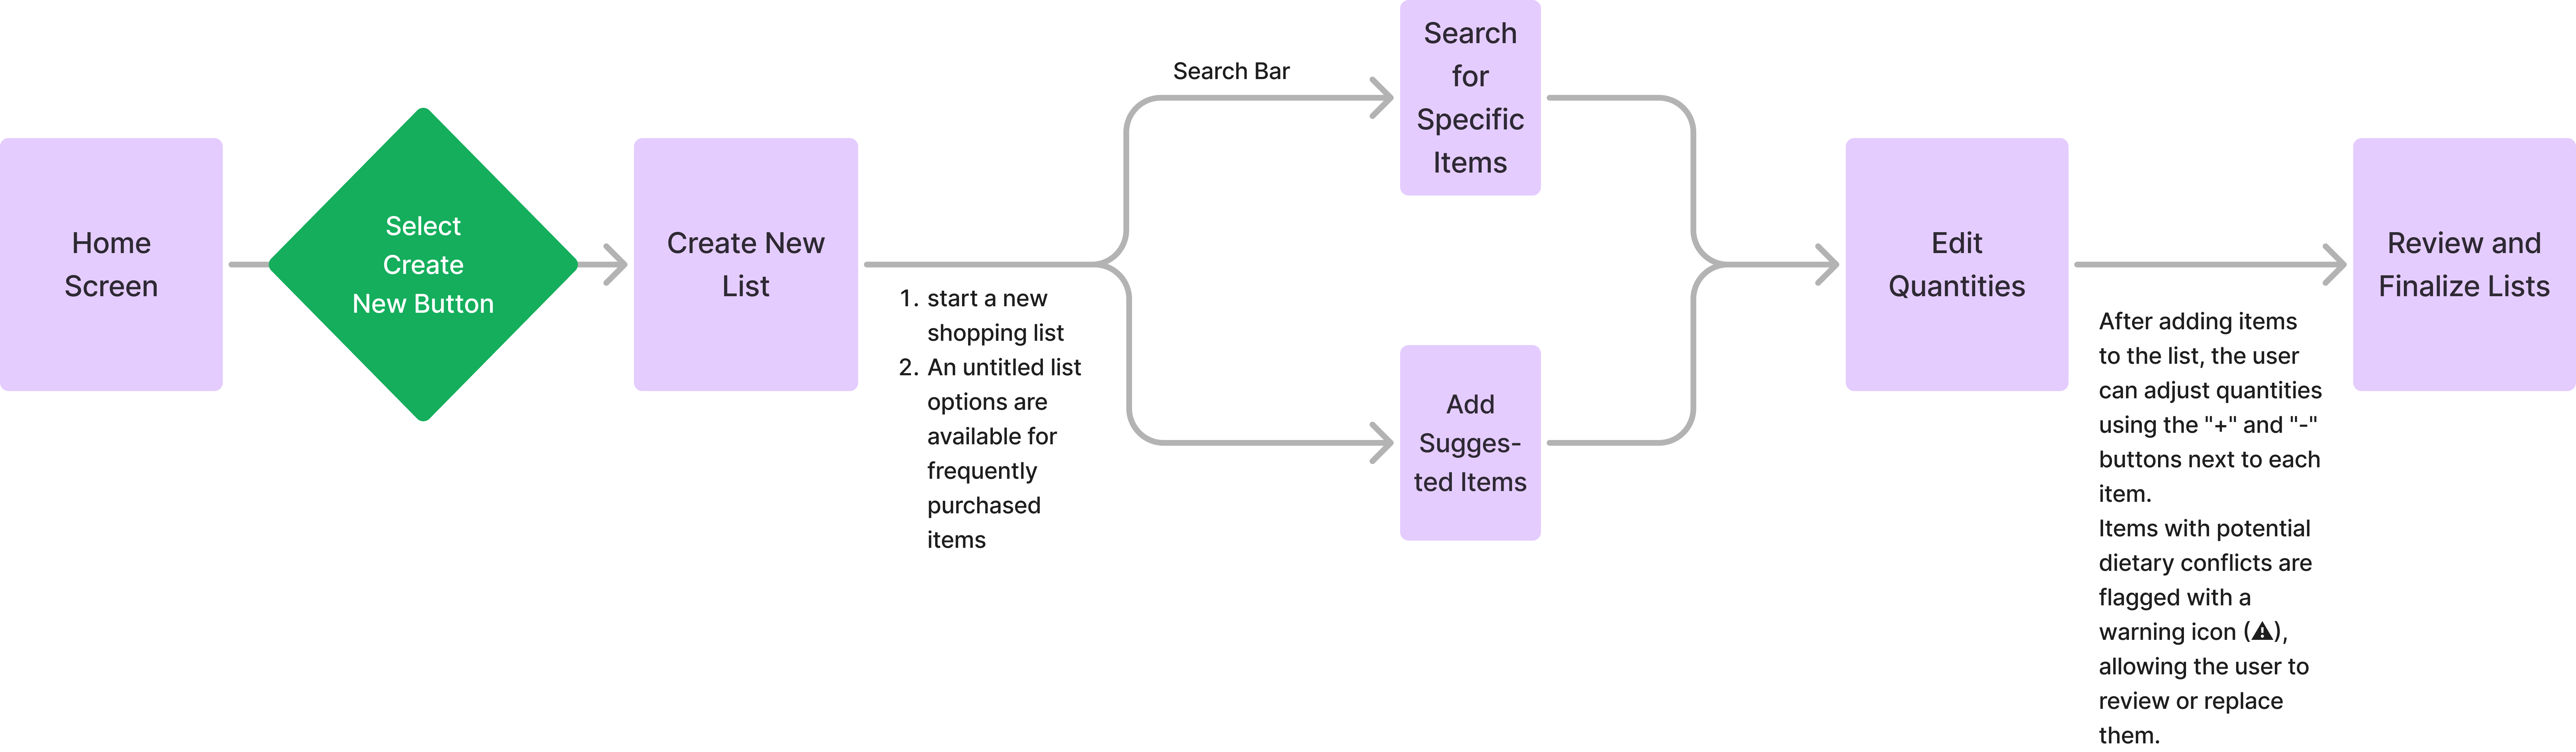 Home
Screen
Select
Create
New Button
Create New
List
1. start a new
shopping list
2. An untitled list
options are
available for
frequently
purchased
items
Search Bar
Search
for
Specific
Items
Add
Sugges-
ted Items
Edit
Quantities
After adding items
to the list, the user
can adjust quantities
using the "+" and "-"
buttons next to each
item.
Items with potential
dietary conflicts are
flagged with a
warning icon (⚠),
allowing the user to
review or replace
them.
Review and
Finalize Lists